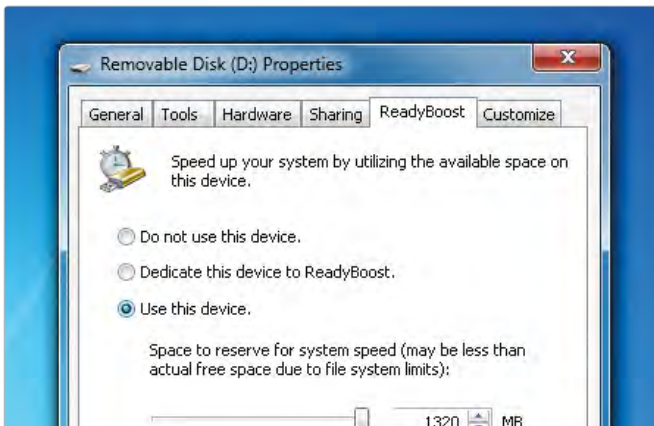 Removable Disk (D:) Properties
General Tools Hardware Sharing ReadyBoost Customize
Speed up your system by utilizing the available space on
this device.
Do not use this device.
Dedicate this device to ReadyBoost.
Use this device.
Space to reserve for system speed (may be less than
actual free space due to file system limits):
1320 MB